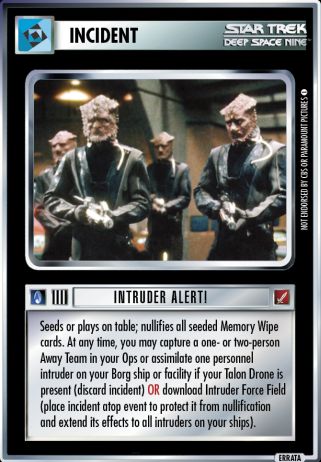 INCIDENT
STAR TREK
DEEP SPACE NINE
NOT ENDORSED BY CBS OR PARAMOUNT PICTURES
INTRUDER ALERT!
Seeds or plays on table; nullifies all seeded Memory Wipe
cards. At any time, you may capture a one- or two-person
Away Team in your Ops or assimilate one personnel
intruder on your Borg ship or facility if your Talon Drone is
present (discard incident) OR download Intruder Force Field
(place incident atop event to protect it from nullification
and extend its effects to all intruders on your ships).
ERRATA